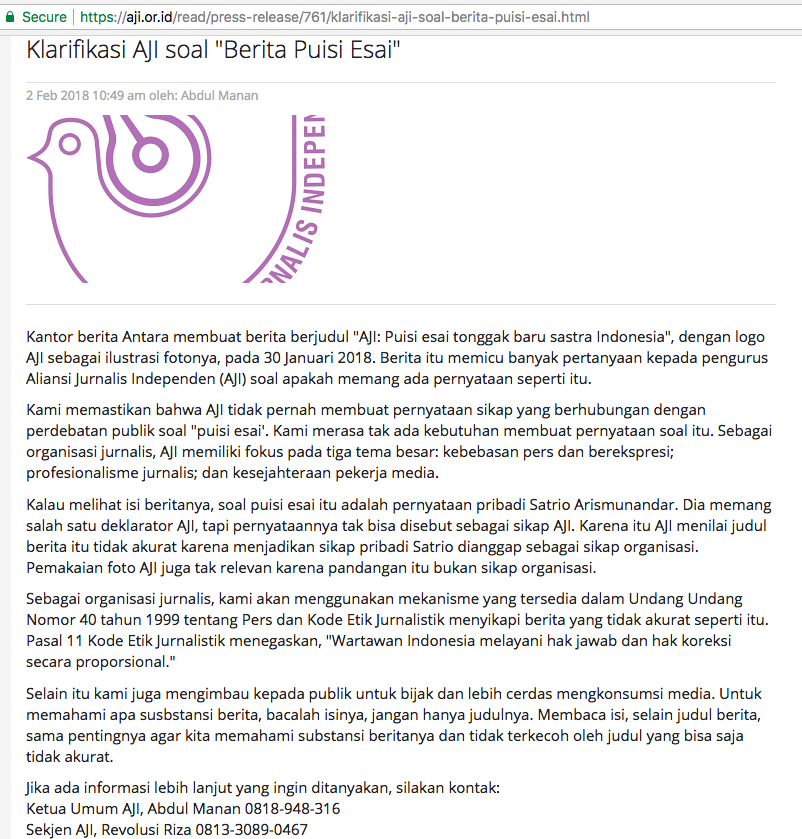 Secure https://aji.or.id/read/press-release/761/klarifikasi-aji-soal-berita-puisi-esai.html
Klarifikasi AJI soal "Berita Puisi Esai"
2 Feb 2018 10:49 am oleh: Abdul Manan
NALIS INDEPEN
Kantor berita Antara membuat berita berjudul "AJI: Puisi esai tonggak baru sastra Indonesia", dengan logo
AJI sebagai ilustrasi fotonya, pada 30 Januari 2018. Berita itu memicu banyak pertanyaan kepada pengurus
Aliansi Jurnalis Independen (AJI) soal apakah memang ada pernyataan seperti itu.
Kami memastikan bahwa AJI tidak pernah membuat pernyataan sikap yang berhubungan dengan
perdebatan publik soal "puisi esai'. Kami merasa tak ada kebutuhan membuat pernyataan soal itu. Sebagai
organisasi jurnalis, AJI memiliki fokus pada tiga tema besar: kebebasan pers dan berekspresi;
profesionalisme jurnalis; dan kesejahteraan pekerja media.
Kalau melihat isi beritanya, soal puisi esai itu adalah pernyataan pribadi Satrio Arismunandar. Dia memang
salah satu deklarator AJI, tapi pernyataannya tak bisa disebut sebagai sikap AJI. Karena itu AJI menilai judul
berita itu tidak akurat karena menjadikan sikap pribadi Satrio dianggap sebagai sikap organisasi.
Pemakaian foto AJI juga tak relevan karena pandangan itu bukan sikap organisasi.
Sebagai organisasi jurnalis, kami akan menggunakan mekanisme yang tersedia dalam Undang Undang
Nomor 40 tahun 1999 tentang Pers dan Kode Etik Jurnalistik menyikapi berita yang tidak akurat seperti itu.
Pasal 11 Kode Etik Jurnalistik menegaskan, "Wartawan Indonesia melayani hak jawab dan hak koreksi
secara proporsional."
Selain itu kami juga mengimbau kepada publik untuk bijak dan lebih cerdas mengkonsumsi media. Untuk
memahami apa susbstansi berita, bacalah isinya, jangan hanya judulnya. Membaca isi, selain judul berita,
sama pentingnya agar kita memahami substansi beritanya dan tidak terkecoh oleh judul yang bisa saja
tidak akurat.
Jika ada informasi lebih lanjut yang ingin ditanyakan, silakan kontak:
Ketua Umum AJI, Abdul Manan 0818-948-316
Sekjen AJI, Revolusi Riza 0813-3089-0467